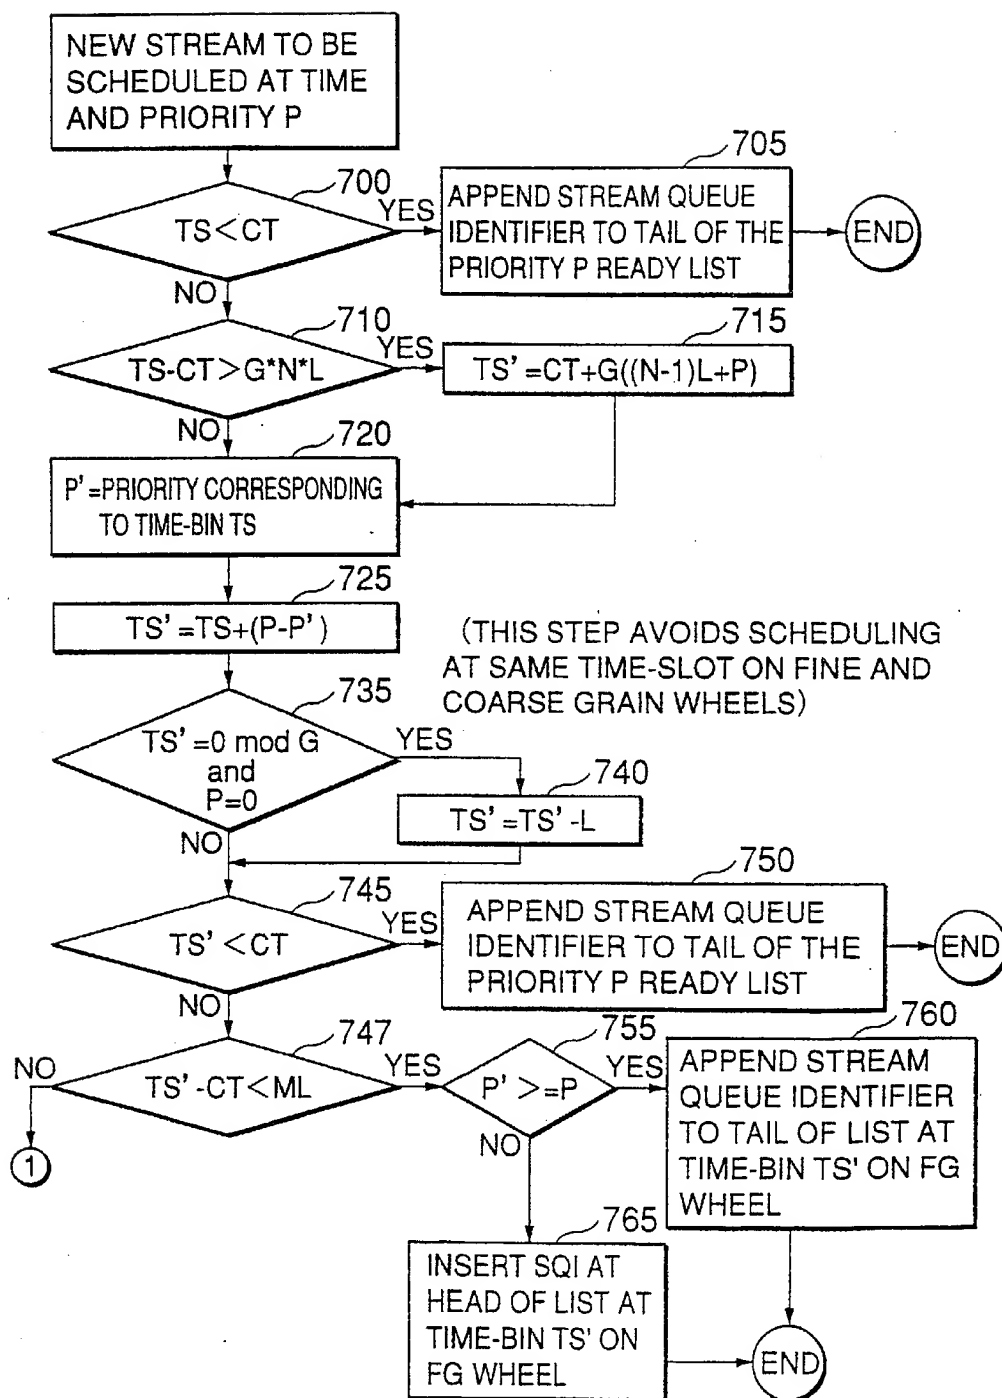 NEW STREAM TO BE
SCHEDULED AT TIME
AND PRIORITY P
700
TS<CT
YES
NO
705
APPEND STREAM QUEUE
IDENTIFIER TO TAIL OF THE
PRIORITY P READY LIST
END
710
TS-CT>G*N*L
YES
NO
715
TS'=CT+G((N-1)L+P)
720
P'=PRIORITY CORRESPONDING
TO TIME-BIN TS
725
TS'=TS+(P-P')
(THIS STEP AVOIDS SCHEDULING
AT SAME TIME-SLOT ON FINE AND
COARSE GRAIN WHEELS)
735
TS'=0 mod G
and
P=0
YES
NO
740
TS'=TS'-L
745
TS'<CT
YES
NO
750
APPEND STREAM QUEUE
IDENTIFIER TO TAIL OF THE
PRIORITY P READY LIST
END
747
TS'-CT<ML
NO
YES
1
755
P'>=P
YES
NO
760
APPEND STREAM
QUEUE IDENTIFIER
TO TAIL OF LIST AT
TIME-BIN TS' ON FG
WHEEL
765
INSERT SQI AT
HEAD OF LIST AT
TIME-BIN TS' ON
FG WHEEL
END